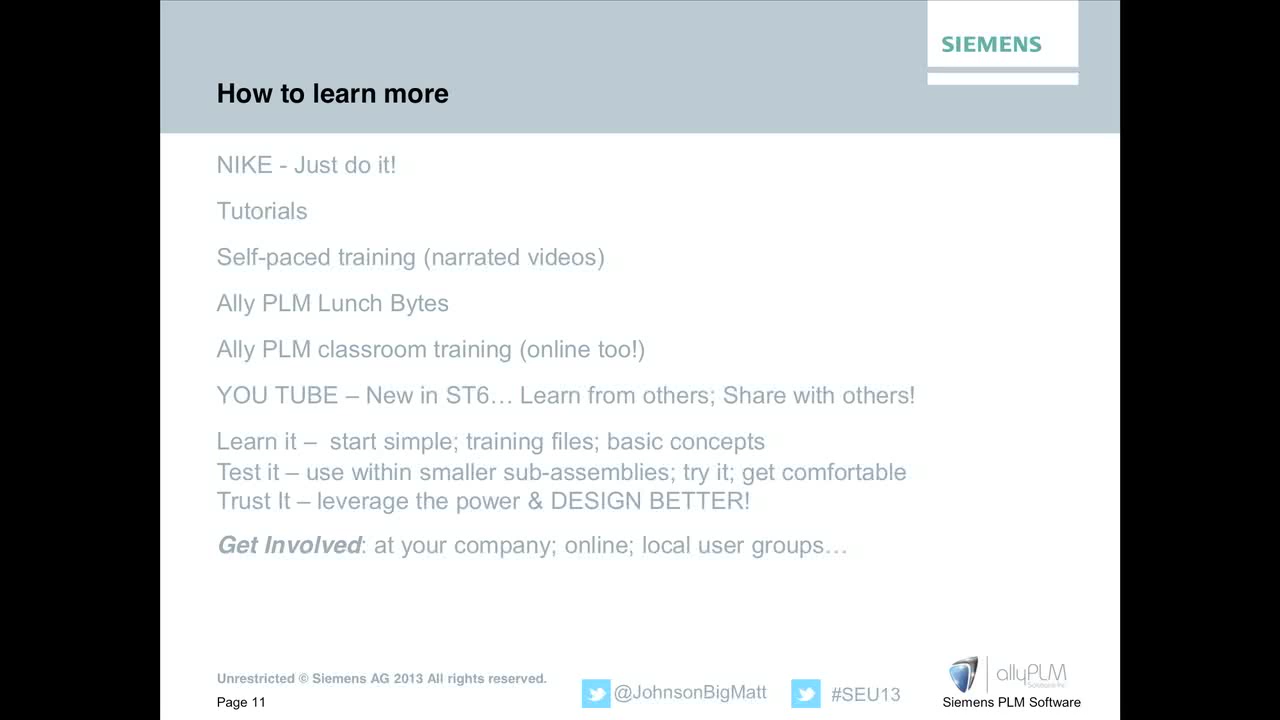 SIEMENS
How to learn more
NIKE - Just do it!
Tutorials
Self-paced training (narrated videos)
Ally PLM Lunch Bytes
Ally PLM classroom training (online too!)
YOU TUBE – New in ST6… Learn from others; Share with others!
Learn it –  start simple; training files; basic concepts
Test it – use within smaller sub-assemblies; try it; get comfortable
Trust It – leverage the power & DESIGN BETTER!
Get Involved: at your company; online; local user groups…
Unrestricted © Siemens AG 2013 All rights reserved.
Page 11
@JohnsonBigMatt
#SEU13
allyPLM
Solutions Inc
Siemens PLM Software